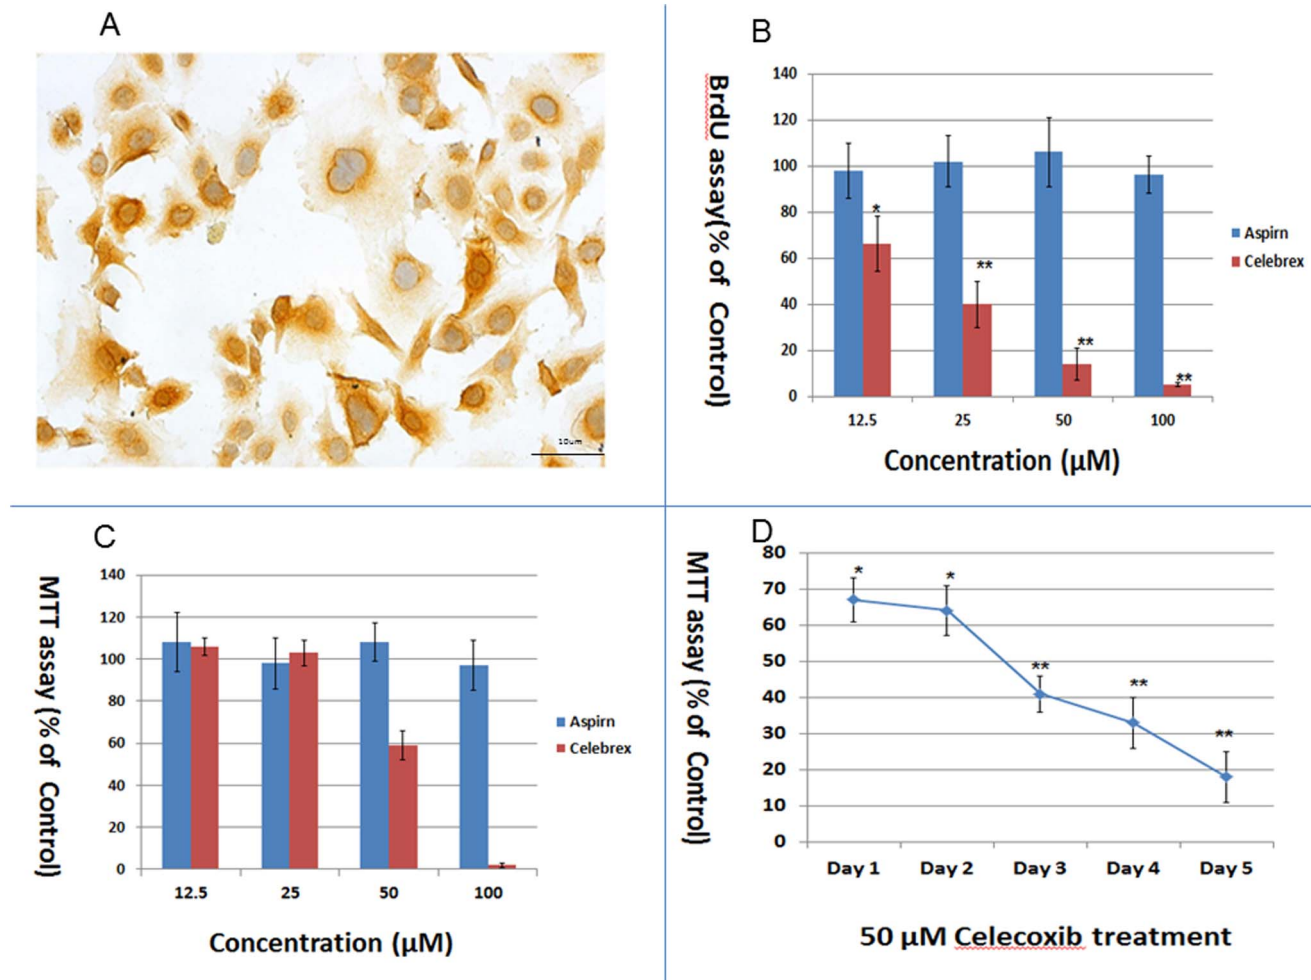 A
10um
B
BrdU assay(% of Control)
140
120
100
80
60
40
20
0
*
**
**
**
12.5 25 50 100
Concentration (µM)
Aspirn
Celebrex
C
MTT assay (% of Control)
140
120
100
80
60
40
20
0
12.5 25 50 100
Concentration (µM)
Aspirn
Celebrex
D
MTT assay (% of Control)
80
70
60
50
40
30
20
10
0
*
*
**
**
**
Day 1 Day 2 Day 3 Day 4 Day 5
50 µM Celecoxib treatment